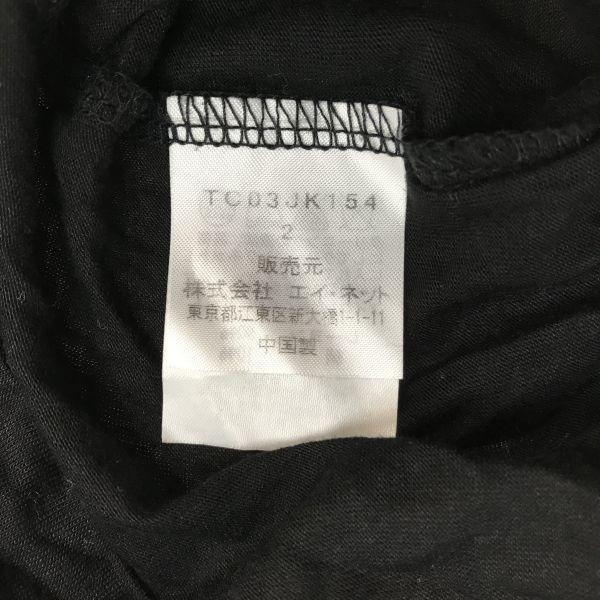 TC03JK154
2
販売元
株式会社 エイ・ネット
東京都江東区新大橋1-1-11
中国製